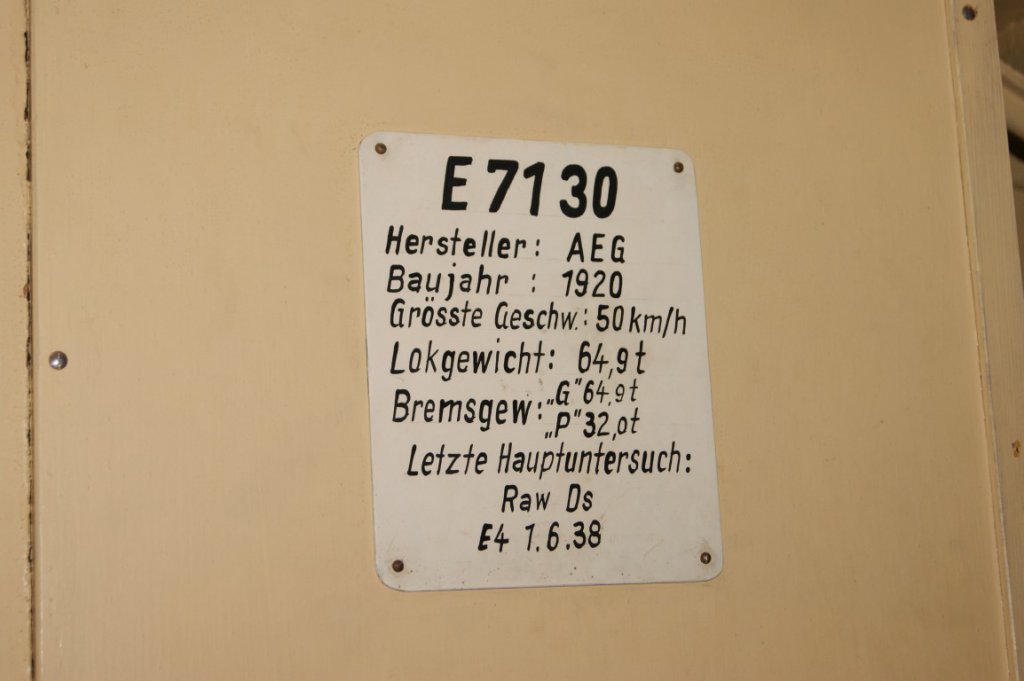 E 71 30
Hersteller: AEG
Baujahr : 1920
Grösste Geschw.: 50 km/h
Lokgewicht: 64,9 t
Bremsgew: „G" 64,9 t
„P" 32,0t
Letzte Hauptuntersuch:
Raw Ds
E4 1.6.38